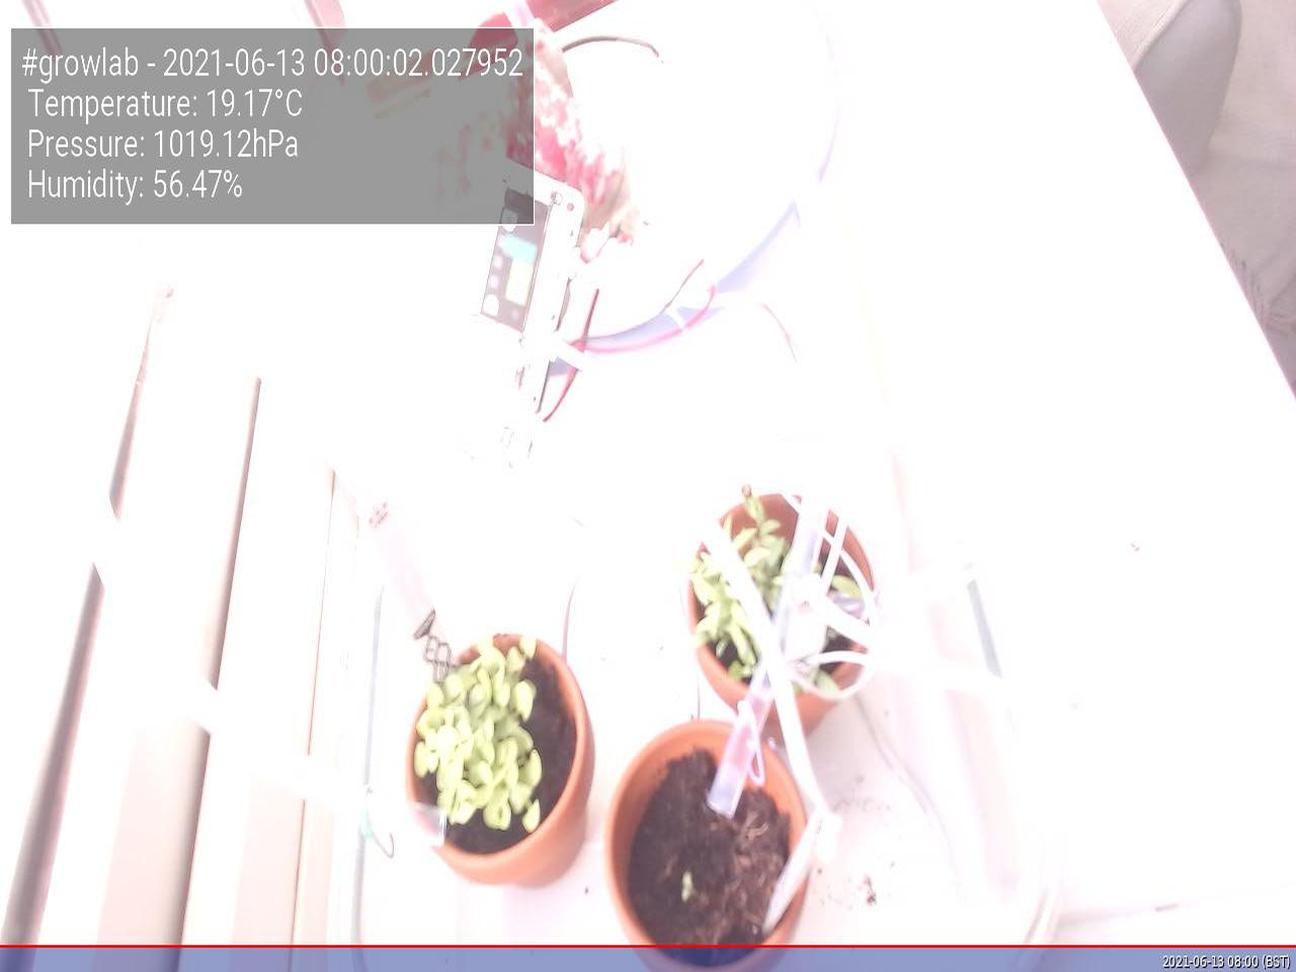 #growlab - 2021-06-13 08:00:02.027952
Temperature: 19.17°C
Pressure: 1019.12hPa
Humidity: 56.47%
2021-06-13 08:00 (BST)